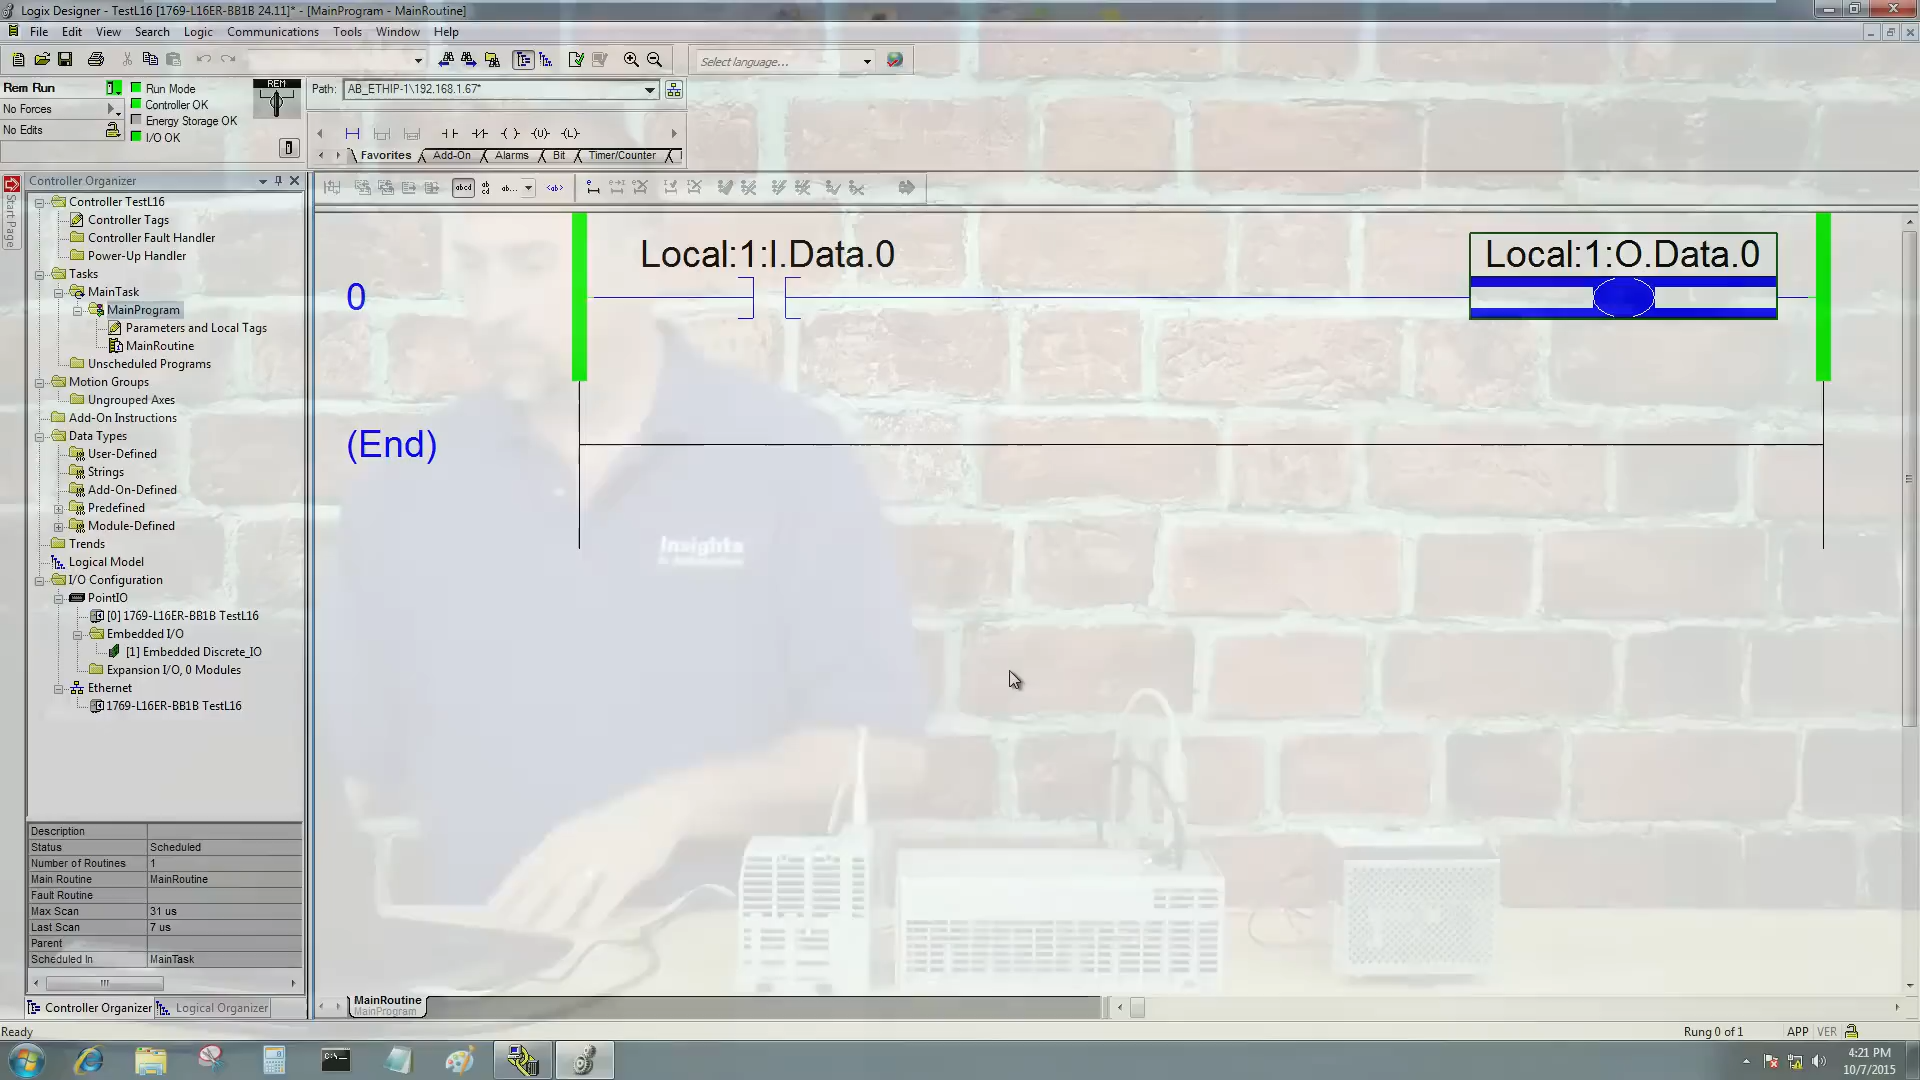 Logix Designer - TestL16 [1769-L16ER-BB1B 24.11]* - [MainProgram - MainRoutine]
File Edit View Search Logic Communications Tools Window Help
Select language...
Rem Run
No Forces
No Edits
Run Mode
Controller OK
Energy Storage OK
I/O OK
REM
Path: AB_ETHIP-1\192.168.1.67*
Favorites Add-On Alarms Bit Timer/Counter
Start Page
Controller Organizer
Controller TestL16
Controller Tags
Controller Fault Handler
Power-Up Handler
Tasks
MainTask
MainProgram
Parameters and Local Tags
MainRoutine
Unscheduled Programs
Motion Groups
Ungrouped Axes
Add-On Instructions
Data Types
User-Defined
Strings
Add-On-Defined
Predefined
Module-Defined
Trends
Logical Model
I/O Configuration
PointIO
[0] 1769-L16ER-BB1B TestL16
Embedded I/O
[1] Embedded Discrete_IO
Expansion I/O, 0 Modules
Ethernet
1769-L16ER-BB1B TestL16
Description
Status Scheduled
Number of Routines 1
Main Routine MainRoutine
Fault Routine
Max Scan 31 us
Last Scan 7 us
Parent
Scheduled In MainTask
Controller Organizer Logical Organizer
Local:1:I.Data.0
Local:1:O.Data.0
0
(End)
Insights
MainRoutine
MainProgram
Ready
Rung 0 of 1 APP VER
4:21 PM
10/7/2015